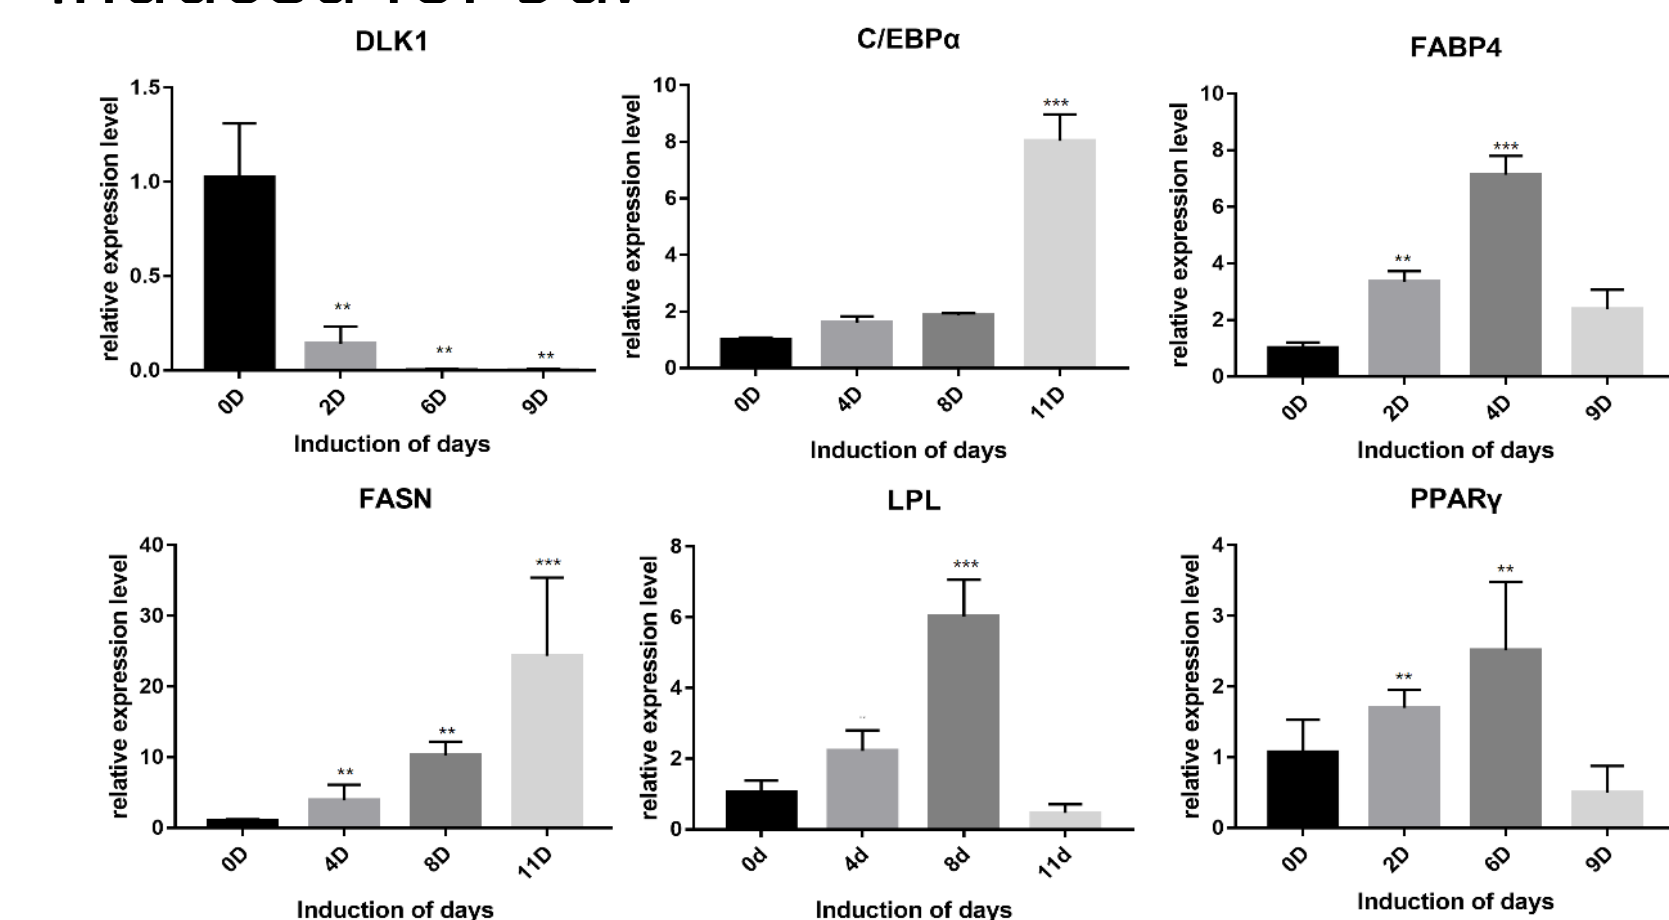 DLK1
relative expression level
1.5
1.0
0.5
0.0
**
**
**
0D
2D
6D
9D
Induction of days
C/EBPα
relative expression level
10
8
6
4
2
0
***
0D
4D
8D
11D
Induction of days
FABP4
relative expression level
10
8
6
4
2
0
**
***
0D
2D
4D
9D
Induction of days
FASN
relative expression level
40
30
20
10
0
**
**
***
0D
4D
8D
11D
Induction of days
LPL
relative expression level
8
6
4
2
0
***
0d
4d
8d
11d
Induction of days
PPARγ
relative expression level
4
3
2
1
0
**
**
0D
2D
6D
9D
Induction of days